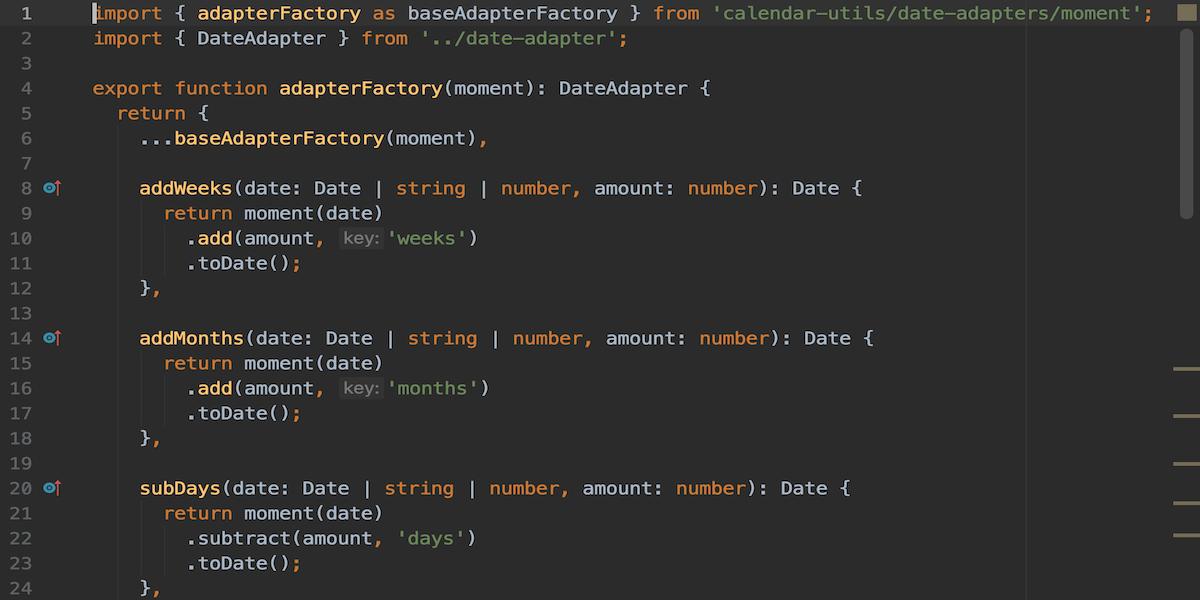 1 import { adapterFactory as baseAdapterFactory } from 'calendar-utils/date-adapters/moment';
2 import { DateAdapter } from '../date-adapter';
3
4 export function adapterFactory(moment): DateAdapter {
5   return {
6     ...baseAdapterFactory(moment),
7
8     addWeeks(date: Date | string | number, amount: number): Date {
9       return moment(date)
10         .add(amount, key: 'weeks')
11         .toDate();
12     },
13
14     addMonths(date: Date | string | number, amount: number): Date {
15       return moment(date)
16         .add(amount, key: 'months')
17         .toDate();
18     },
19
20     subDays(date: Date | string | number, amount: number): Date {
21       return moment(date)
22         .subtract(amount, 'days')
23         .toDate();
24     },